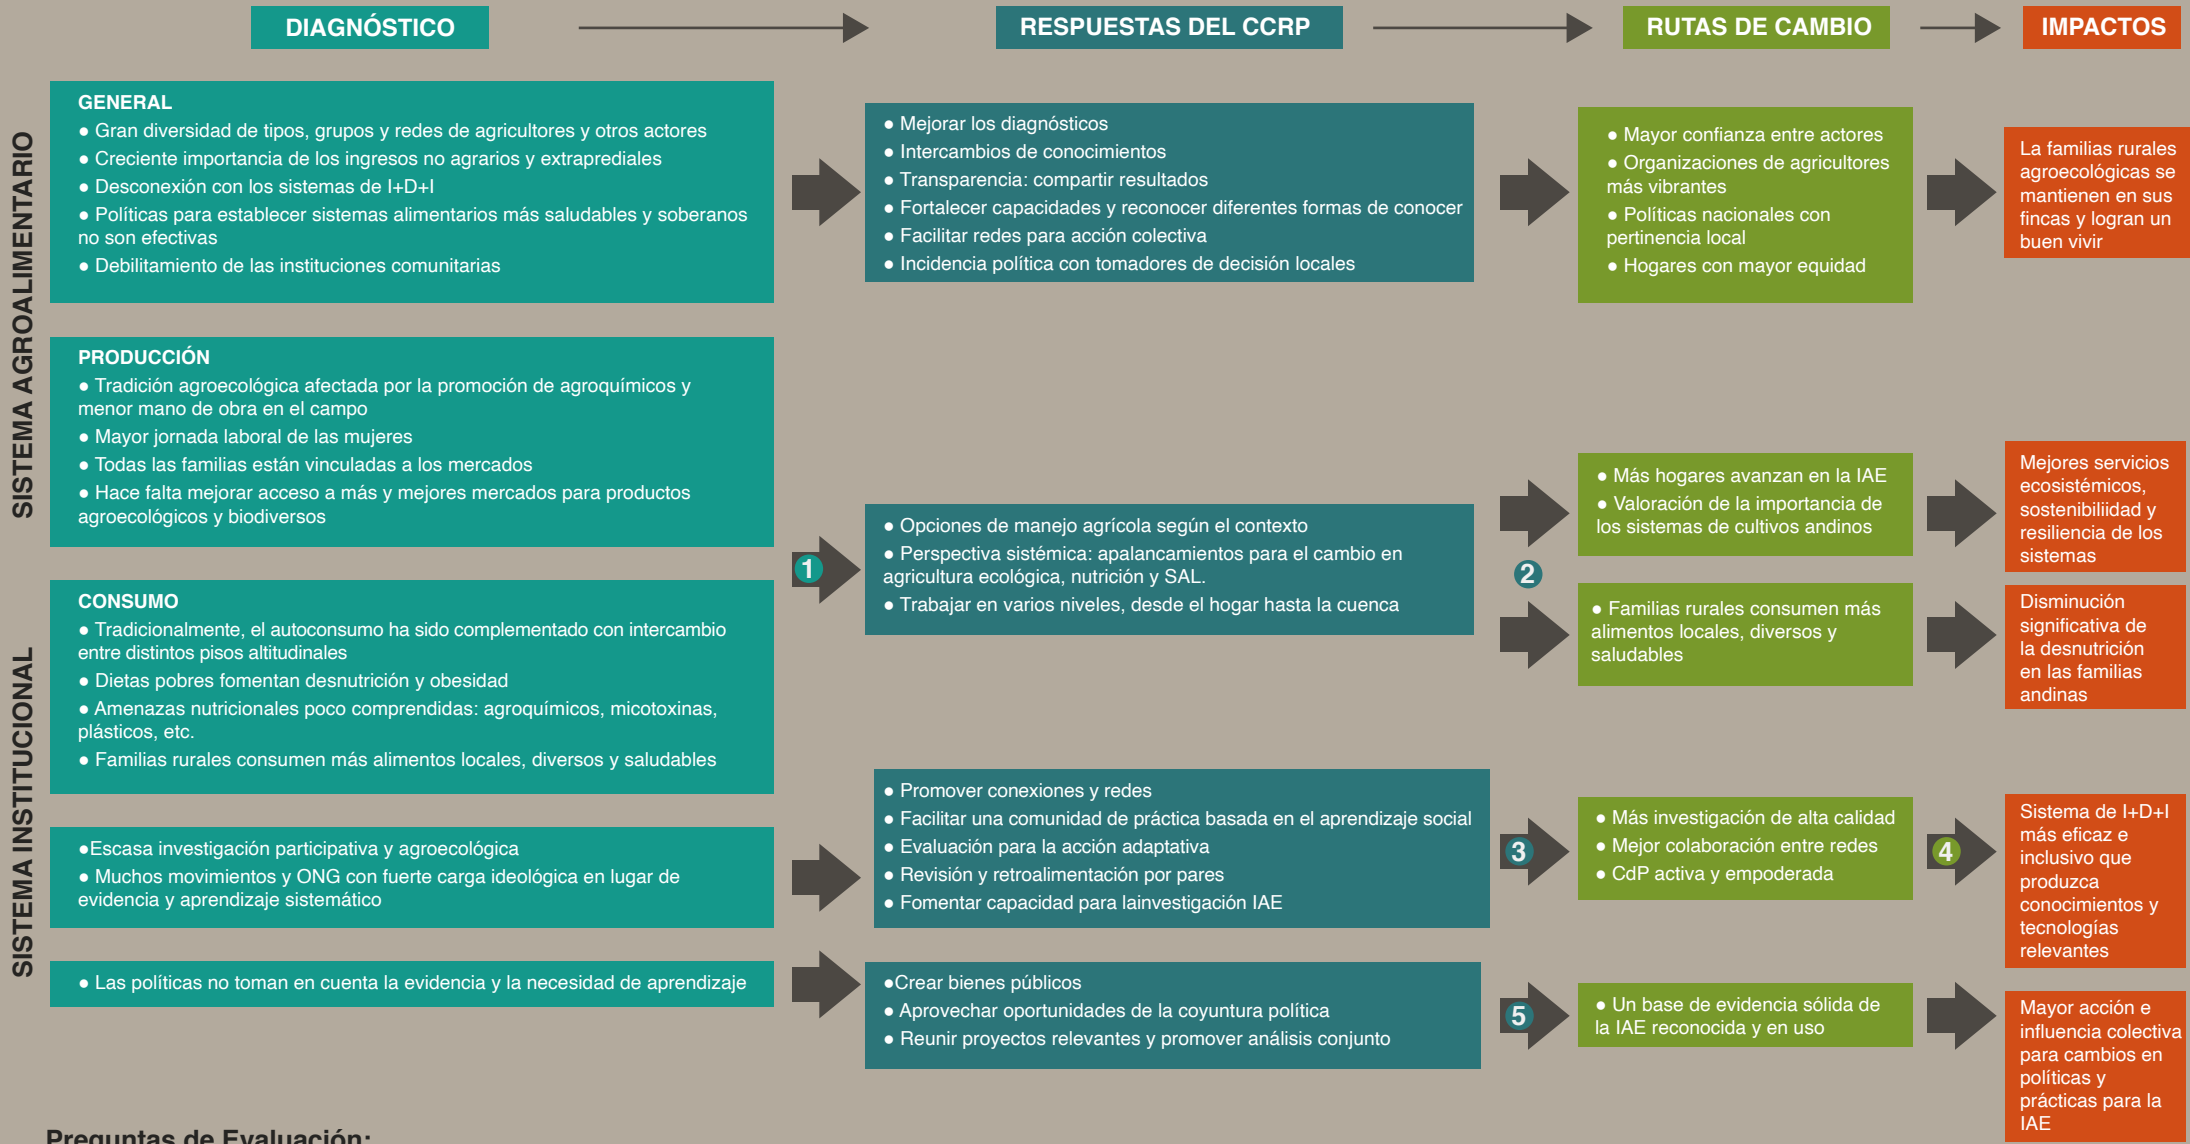 DIAGNÓSTICO
RESPUESTAS DEL CCRP
RUTAS DE CAMBIO
IMPACTOS
SISTEMA AGROALIMENTARIO
GENERAL
● Gran diversidad de tipos, grupos y redes de agricultores y otros actores
● Creciente importancia de los ingresos no agrarios y extraprediales
● Desconexión con los sistemas de I+D+I
● Políticas para establecer sistemas alimentarios más saludables y soberanos
no son efectivas
● Debilitamiento de las instituciones comunitarias
● Mejorar los diagnósticos
● Intercambios de conocimientos
● Transparencia: compartir resultados
● Fortalecer capacidades y reconocer diferentes formas de conocer
● Facilitar redes para acción colectiva
● Incidencia política con tomadores de decisión locales
● Mayor confianza entre actores
● Organizaciones de agricultores
más vibrantes
● Políticas nacionales con
pertinencia local
● Hogares con mayor equidad
La familias rurales
agroecológicas se
mantienen en sus
fincas y logran un
buen vivir
PRODUCCIÓN
● Tradición agroecológica afectada por la promoción de agroquímicos y
menor mano de obra en el campo
● Mayor jornada laboral de las mujeres
● Todas las familias están vinculadas a los mercados
● Hace falta mejorar acceso a más y mejores mercados para productos
agroecológicos y biodiversos
SISTEMA INSTITUCIONAL
CONSUMO
● Tradicionalmente, el autoconsumo ha sido complementado con intercambio
entre distintos pisos altitudinales
● Dietas pobres fomentan desnutrición y obesidad
● Amenazas nutricionales poco comprendidas: agroquímicos, micotoxinas,
plásticos, etc.
● Familias rurales consumen más alimentos locales, diversos y saludables
1
● Opciones de manejo agrícola según el contexto
● Perspectiva sistémica: apalancamientos para el cambio en
agricultura ecológica, nutrición y SAL.
● Trabajar en varios niveles, desde el hogar hasta la cuenca
2
● Más hogares avanzan en la IAE
● Valoración de la importancia de
los sistemas de cultivos andinos
Mejores servicios
ecosistémicos,
sostenibiliidad y
resiliencia de los
sistemas
● Familias rurales consumen más
alimentos locales, diversos y
saludables
Disminución
significativa de
la desnutrición
en las familias
andinas
●Escasa investigación participativa y agroecológica
● Muchos movimientos y ONG con fuerte carga ideológica en lugar de
evidencia y aprendizaje sistemático
● Promover conexiones y redes
● Facilitar una comunidad de práctica basada en el aprendizaje social
● Evaluación para la acción adaptativa
● Revisión y retroalimentación por pares
● Fomentar capacidad para lainvestigación IAE
3
● Más investigación de alta calidad
● Mejor colaboración entre redes
● CdP activa y empoderada
4
Sistema de I+D+I
más eficaz e
inclusivo que
produzca
conocimientos y
tecnologías
relevantes
● Las políticas no toman en cuenta la evidencia y la necesidad de aprendizaje
●Crear bienes públicos
● Aprovechar oportunidades de la coyuntura política
● Reunir proyectos relevantes y promover análisis conjunto
5
● Un base de evidencia sólida de
la IAE reconocida y en uso
Mayor acción e
influencia colectiva
para cambios en
políticas y
prácticas para la
IAE
Preguntas de Evaluación: